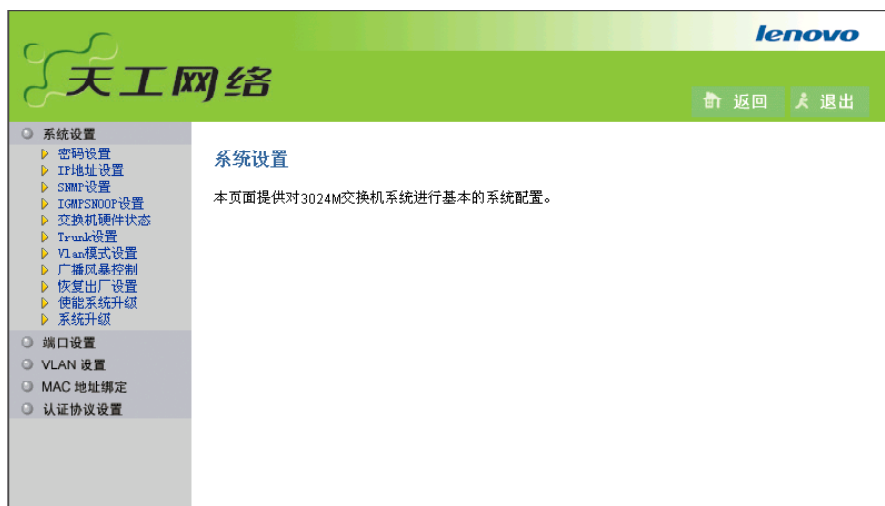 lenovo
天工网络
返回 退出
系统设置
密码设置
IP地址设置
SNMP设置
IGMPSNOOP设置
交换机硬件状态
Trunk设置
Vlan模式设置
广播风暴控制
恢复出厂设置
使能系统升级
系统升级
端口设置
VLAN 设置
MAC 地址绑定
认证协议设置
系统设置
本页面提供对3024M交换机系统进行基本的系统配置。